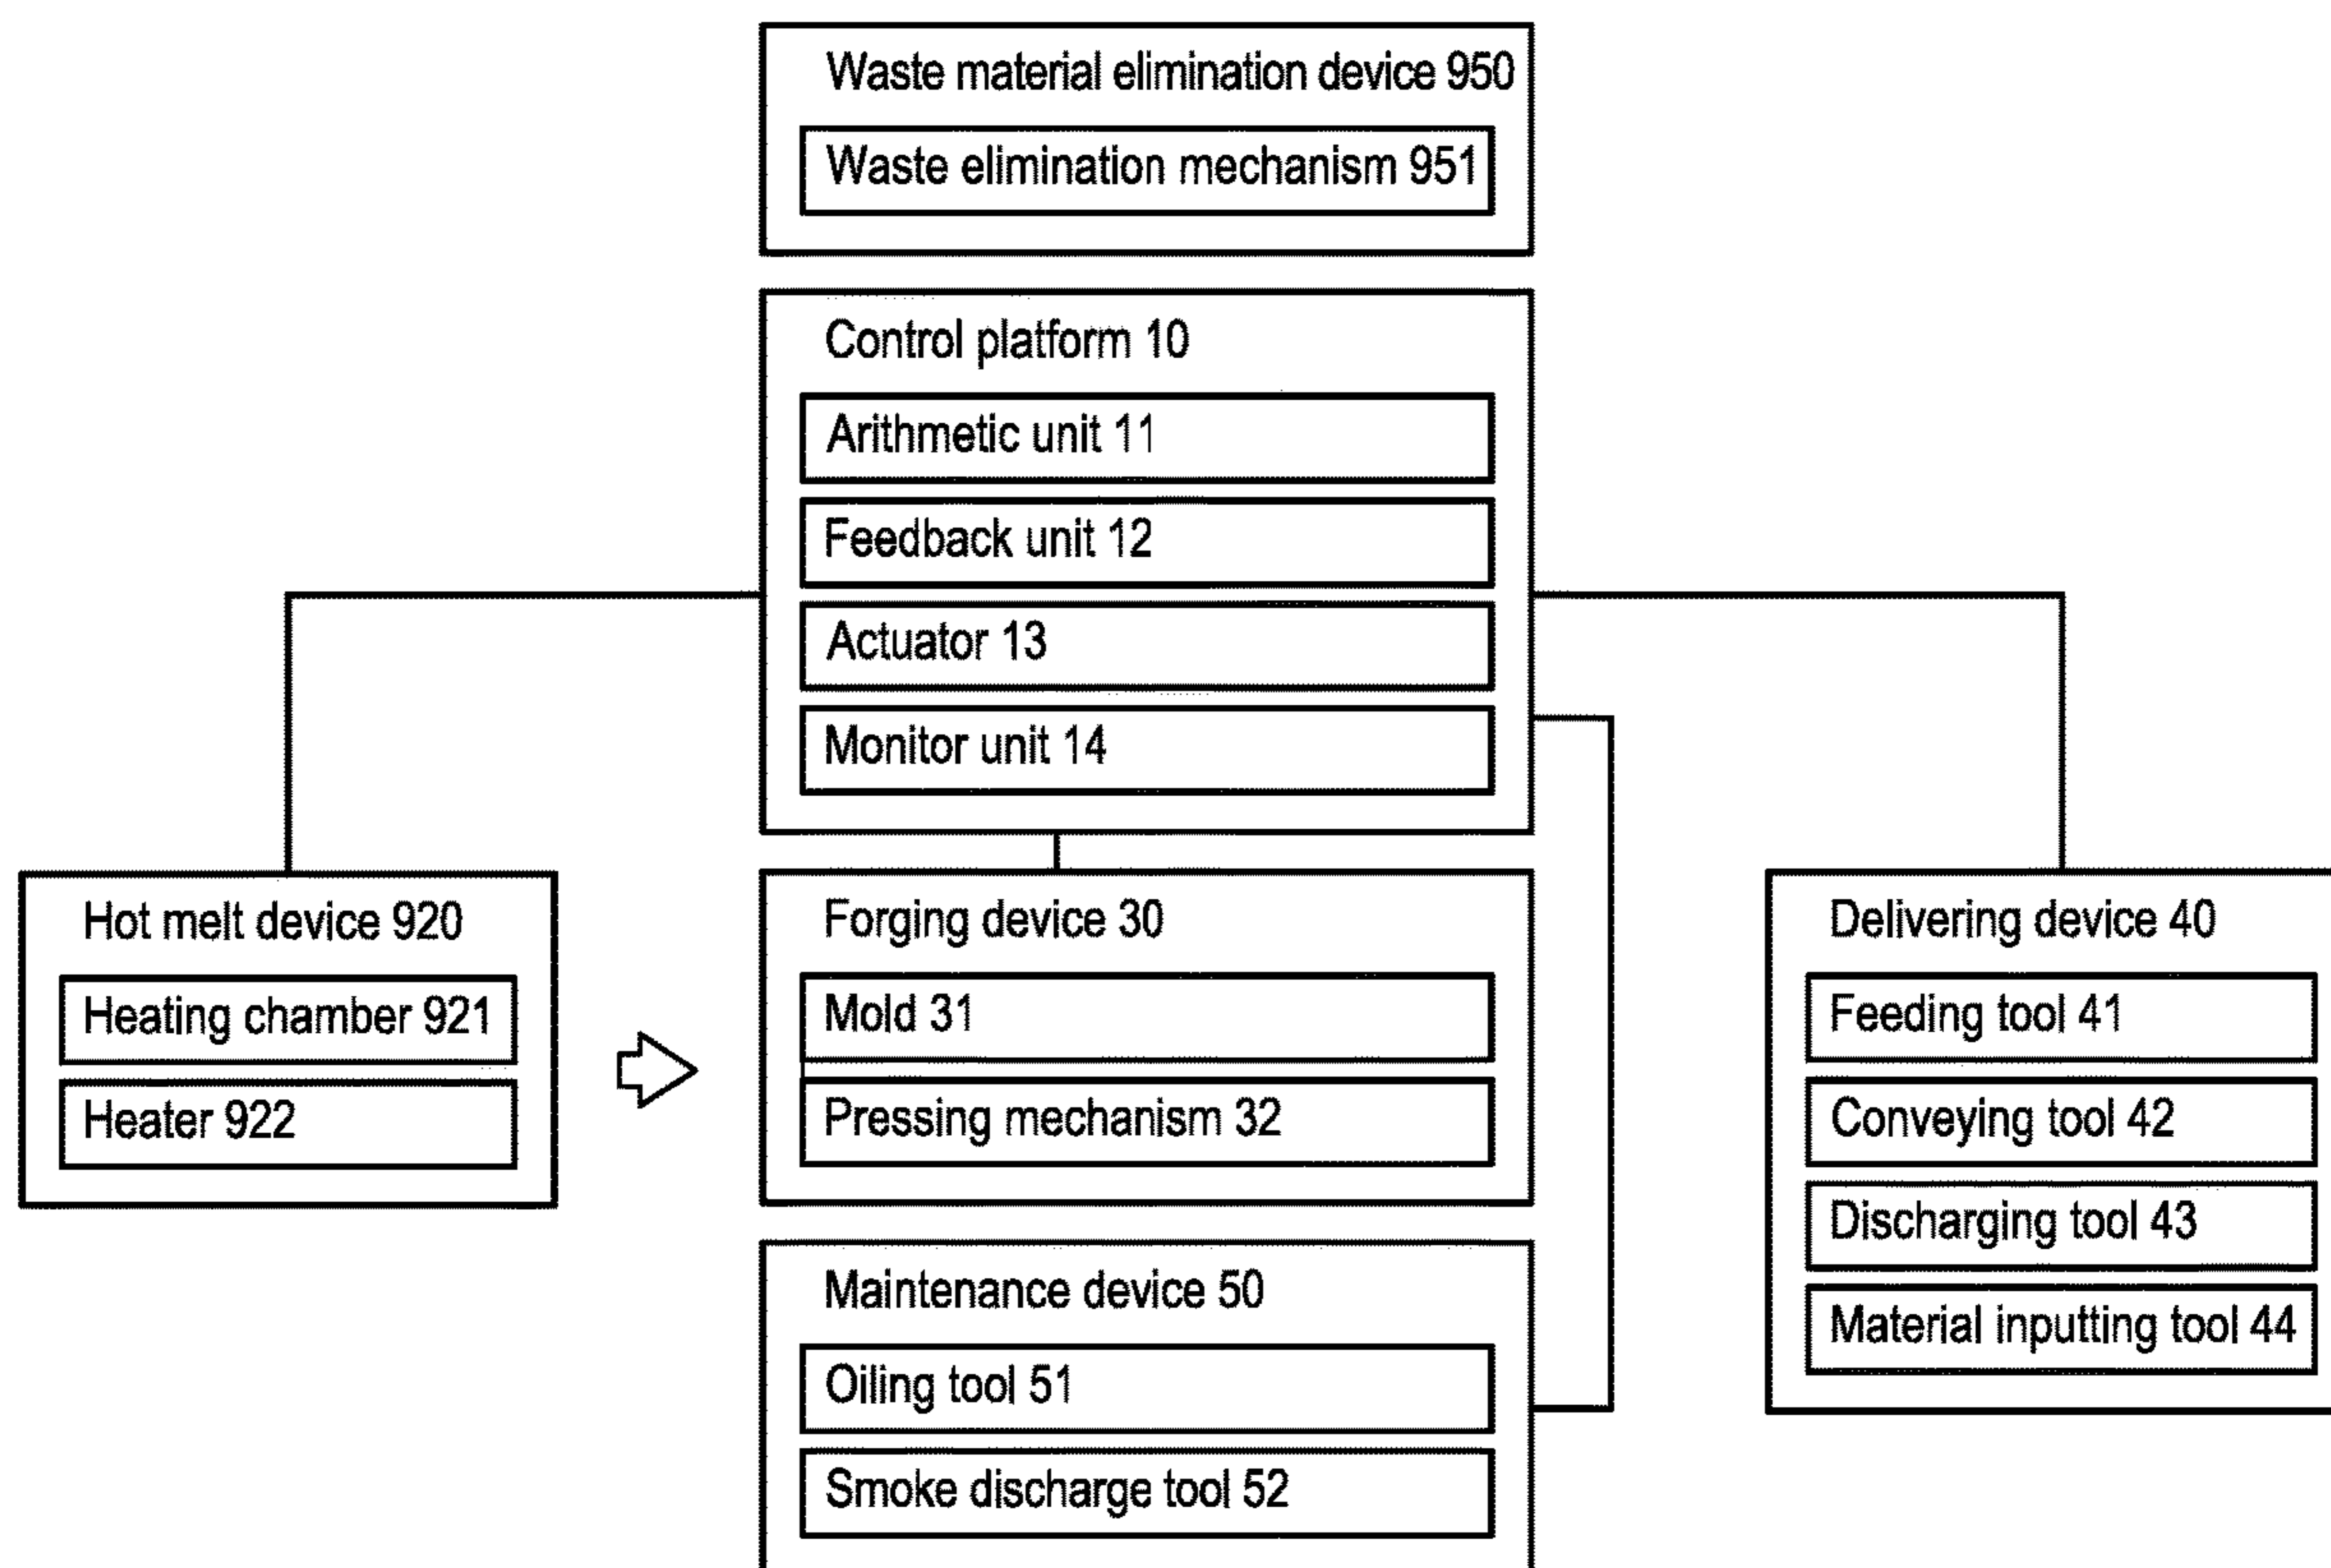 Waste material elimination device 950
Waste elimination mechanism 951
Control platform 10
Arithmetic unit 11
Feedback unit 12
Actuator 13
Monitor unit 14
Hot melt device 920
Heating chamber 921
Heater 922
Forging device 30
Mold 31
Pressing mechanism 32
Maintenance device 50
Oiling tool 51
Smoke discharge tool 52
Delivering device 40
Feeding tool 41
Conveying tool 42
Discharging tool 43
Material inputting tool 44